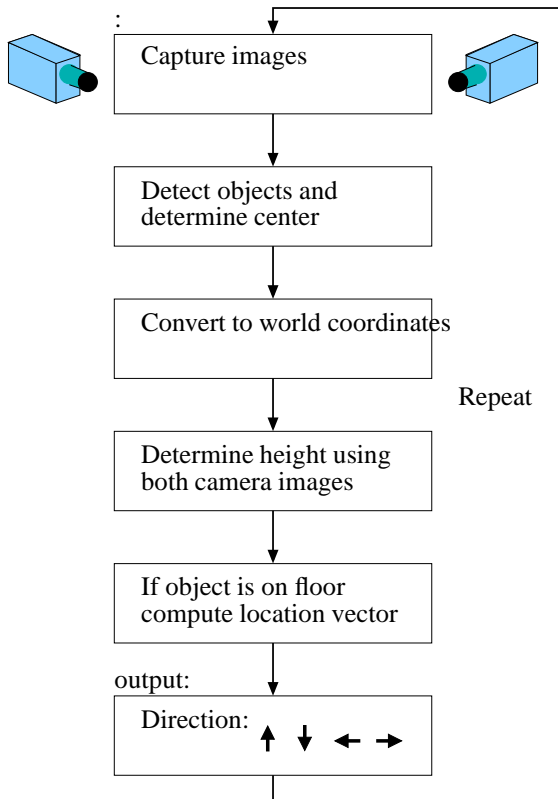 :
Capture images
Detect objects and
determine center
Convert to world coordinates
Repeat
Determine height using
both camera images
If object is on floor
compute location vector
output:
Direction: